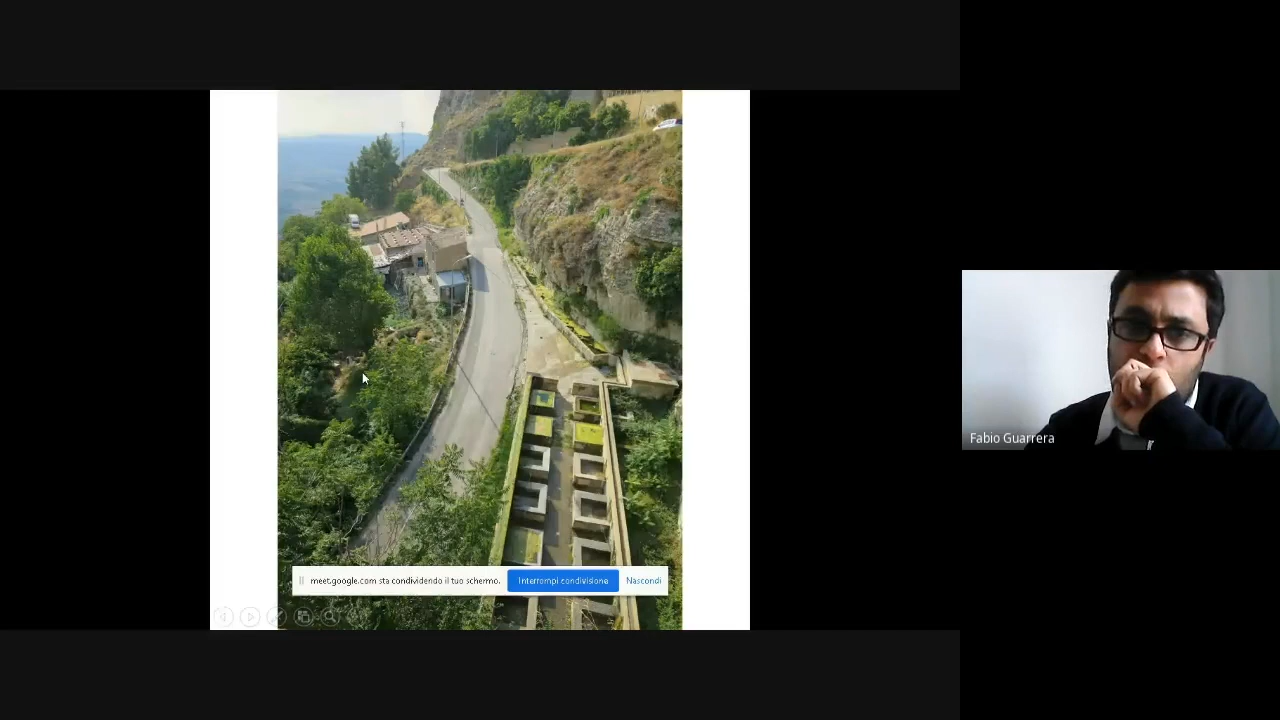 Fabio Guarrera
meet.google.com sta condividendo il tuo schermo.
Interrompi condivisione
Nascondi